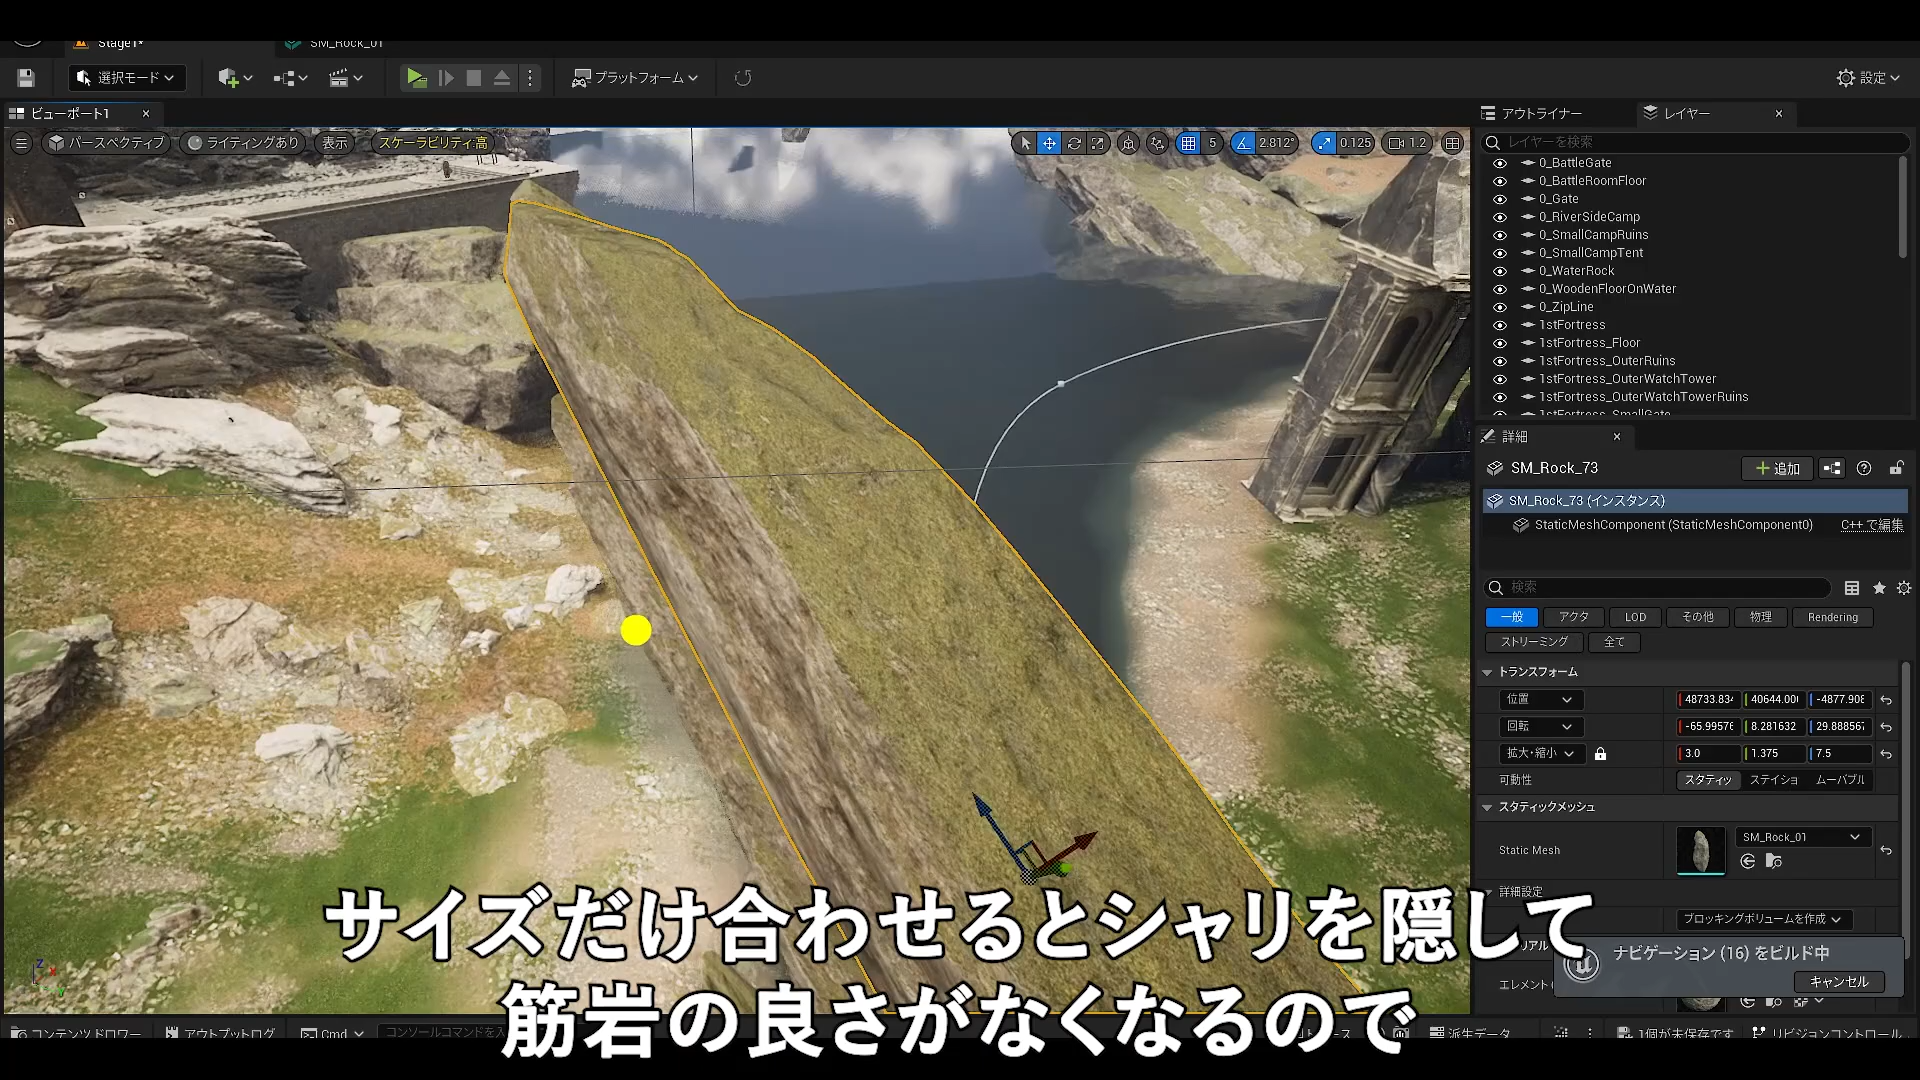 Stage1*
SM_Rock_01
選択モード
プラットフォーム
設定
ビューポート1
アウトライナー
レイヤー
パースペクティブ
ライティングあり
表示
スケーラビリティ:高
5
2.812°
0.125
1.2
レイヤーを検索
0_BattleGate
0_BattleRoomFloor
0_Gate
0_RiverSideCamp
0_SmallCampRuins
0_SmallCampTent
0_WaterRock
0_WoodenFloorOnWater
0_ZipLine
1stFortress
1stFortress_Floor
1stFortress_OuterRuins
1stFortress_OuterWatchTower
1stFortress_OuterWatchTowerRuins
1stFortress_SmallGate
詳細
SM_Rock_73
追加
SM_Rock_73 (インスタンス)
StaticMeshComponent (StaticMeshComponent0)
C++ で編集
検索
一般
アクタ
LOD
その他
物理
Rendering
ストリーミング
全て
トランスフォーム
位置
48733.83
40644.00
-4877.908
回転
-65.99576
8.281632
29.888567
拡大・縮小
3.0
1.375
7.5
可動性
スタティッ
ステイショ
ムーバブル
スタティックメッシュ
Static Mesh
SM_Rock_01
詳細設定
ブロッキングボリュームを作成
リアル
エレメント
ナビゲーション (16) をビルド中
キャンセル
サイズだけ合わせるとシャリを隠して
筋岩の良さがなくなるので
コンテンツドロワー
アウトプットログ
Cmd
コンソールコマンドを入
派生データ
1個が未保存です
リビジョンコントロール